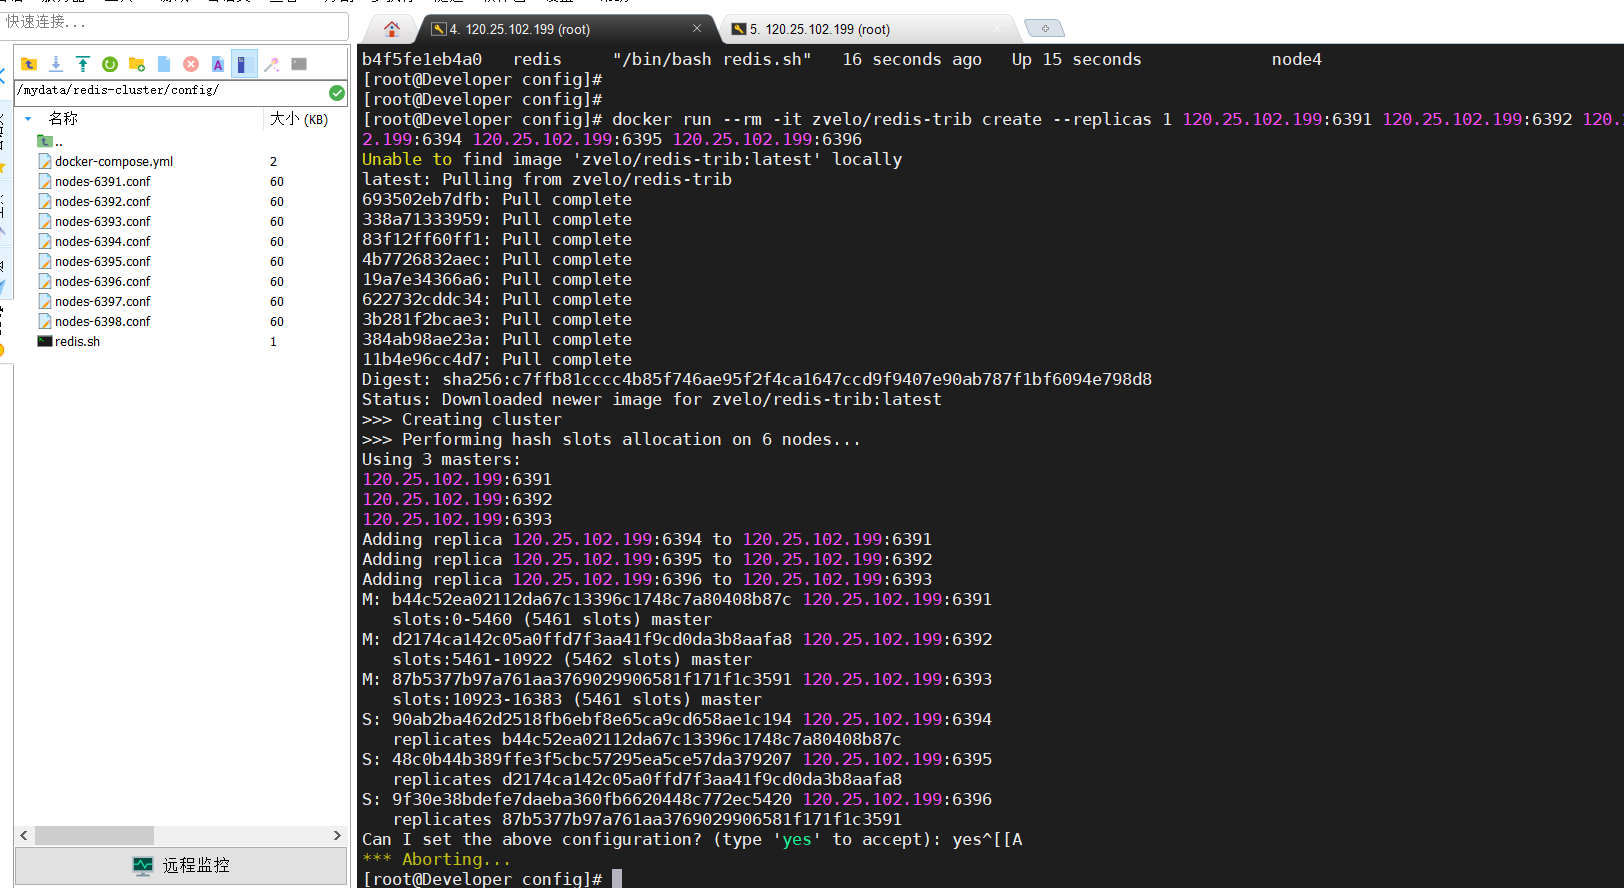 快速连接...
4. 120.25.102.199 (root)
5. 120.25.102.199 (root)
/mydata/redis-cluster/config/
名称 大小 (KB)
..
docker-compose.yml 2
nodes-6391.conf 60
nodes-6392.conf 60
nodes-6393.conf 60
nodes-6394.conf 60
nodes-6395.conf 60
nodes-6396.conf 60
nodes-6397.conf 60
nodes-6398.conf 60
redis.sh 1
远程监控
b4f5fe1eb4a0 redis "/bin/bash redis.sh" 16 seconds ago Up 15 seconds node4
[root@Developer config]#
[root@Developer config]#
[root@Developer config]# docker run --rm -it zvelo/redis-trib create --replicas 1 120.25.102.199:6391 120.25.102.199:6392 120.
2.199:6394 120.25.102.199:6395 120.25.102.199:6396
Unable to find image 'zvelo/redis-trib:latest' locally
latest: Pulling from zvelo/redis-trib
693502eb7dfb: Pull complete
338a71333959: Pull complete
83f12ff60ff1: Pull complete
4b7726832aec: Pull complete
19a7e34366a6: Pull complete
622732cddc34: Pull complete
3b281f2bcae3: Pull complete
384ab98ae23a: Pull complete
11b4e96cc4d7: Pull complete
Digest: sha256:c7ffb81cccc4b85f746ae95f2f4ca1647ccd9f9407e90ab787f1bf6094e798d8
Status: Downloaded newer image for zvelo/redis-trib:latest
>>> Creating cluster
>>> Performing hash slots allocation on 6 nodes...
Using 3 masters:
120.25.102.199:6391
120.25.102.199:6392
120.25.102.199:6393
Adding replica 120.25.102.199:6394 to 120.25.102.199:6391
Adding replica 120.25.102.199:6395 to 120.25.102.199:6392
Adding replica 120.25.102.199:6396 to 120.25.102.199:6393
M: b44c52ea02112da67c13396c1748c7a80408b87c 120.25.102.199:6391
slots:0-5460 (5461 slots) master
M: d2174ca142c05a0ffd7f3aa41f9cd0da3b8aafa8 120.25.102.199:6392
slots:5461-10922 (5462 slots) master
M: 87b5377b97a761aa3769029906581f171f1c3591 120.25.102.199:6393
slots:10923-16383 (5461 slots) master
S: 90ab2ba462d2518fb6ebf8e65ca9cd658ae1c194 120.25.102.199:6394
replicates b44c52ea02112da67c13396c1748c7a80408b87c
S: 48c0b44b389ffe3f5cbc57295ea5ce57da379207 120.25.102.199:6395
replicates d2174ca142c05a0ffd7f3aa41f9cd0da3b8aafa8
S: 9f30e38bdefe7daeba360fb6620448c772ec5420 120.25.102.199:6396
replicates 87b5377b97a761aa3769029906581f171f1c3591
Can I set the above configuration? (type 'yes' to accept): yes^[[A
*** Aborting...
[root@Developer config]#